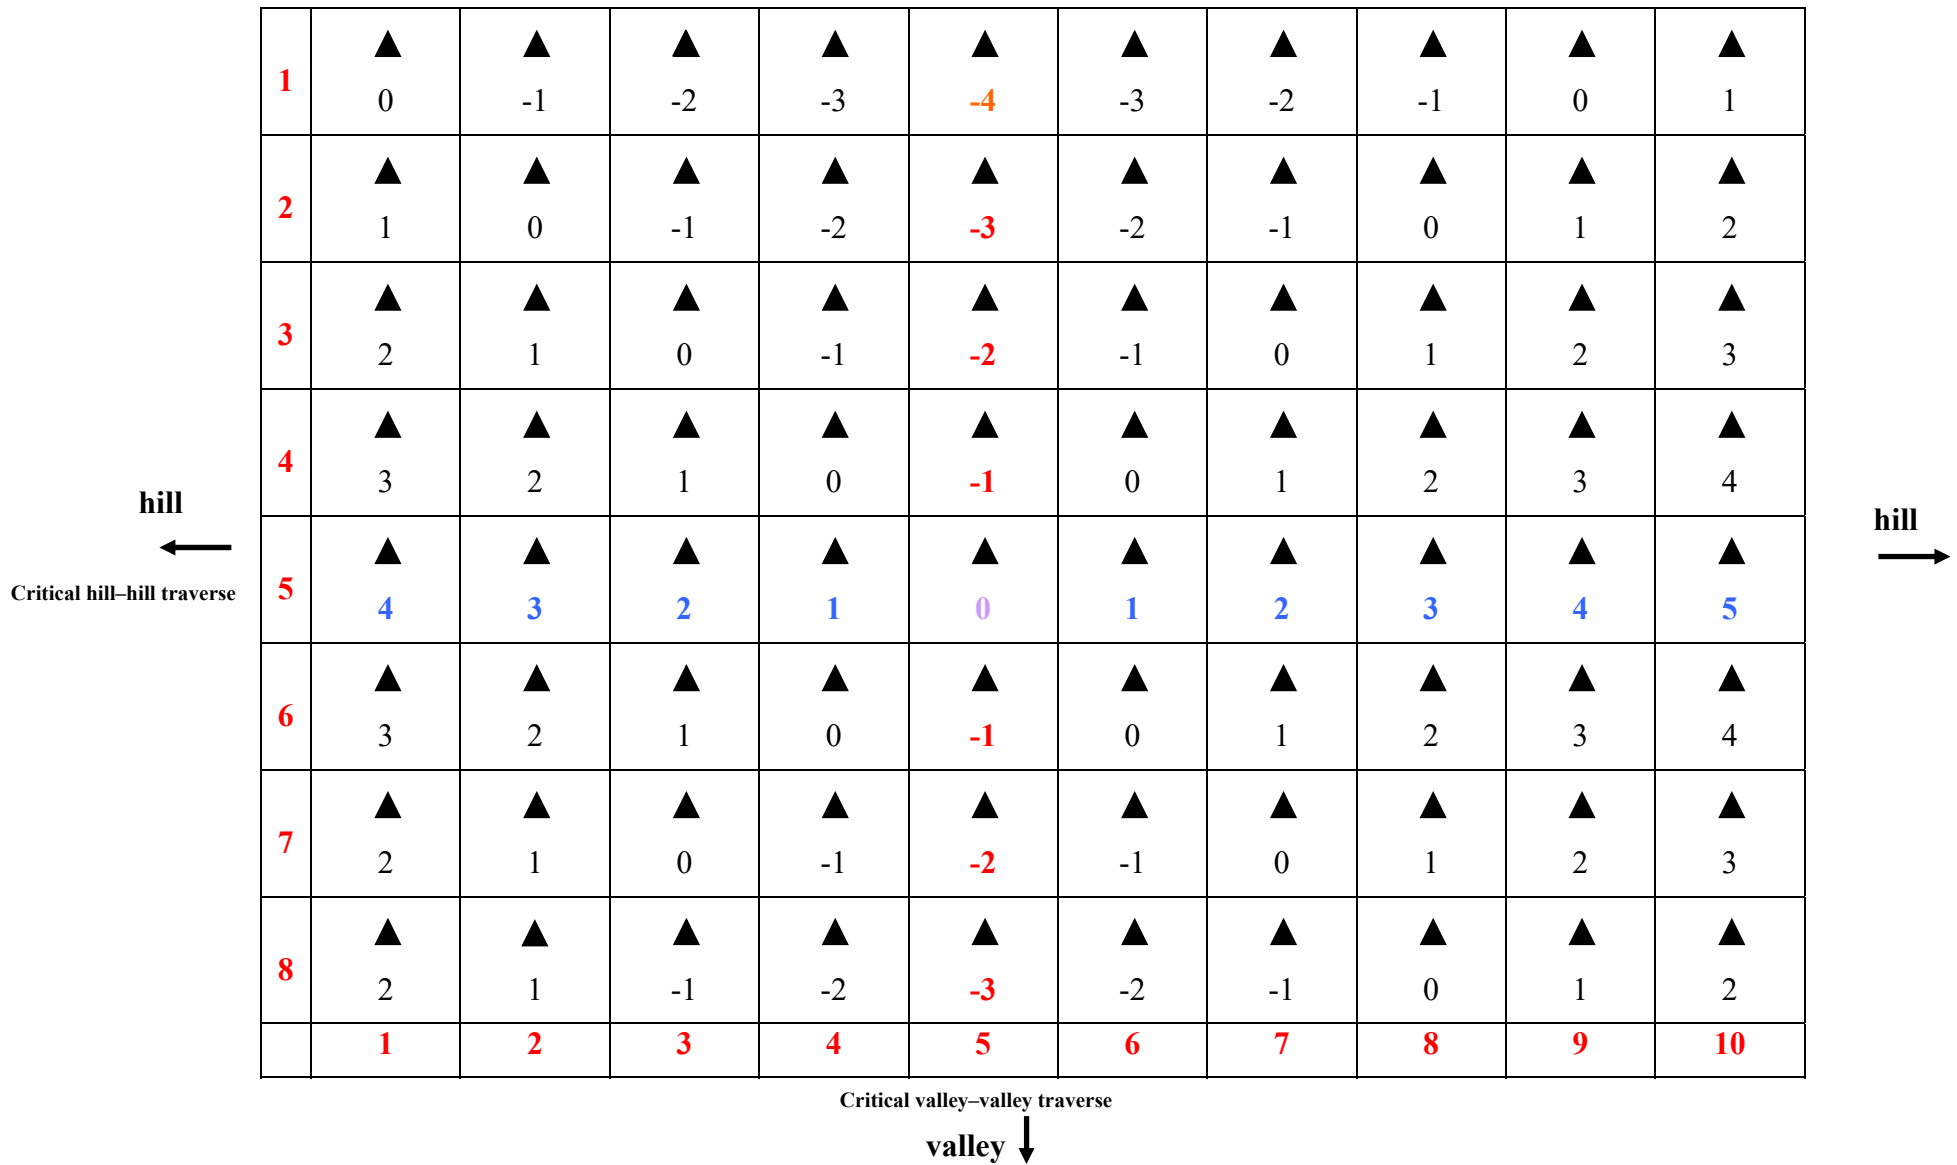 ▲ ▲ ▲ ▲ ▲ ▲ ▲ ▲ ▲ ▲
1 0 -1 -2 -3 -4 -3 -2 -1 0 1
▲ ▲ ▲ ▲ ▲ ▲ ▲ ▲ ▲ ▲
2 1 0 -1 -2 -3 -2 -1 0 1 2
▲ ▲ ▲ ▲ ▲ ▲ ▲ ▲ ▲ ▲
3 2 1 0 -1 -2 -1 0 1 2 3
▲ ▲ ▲ ▲ ▲ ▲ ▲ ▲ ▲ ▲
4 3 2 1 0 -1 0 1 2 3 4
hill
hill
Critical hill–hill traverse
▲ ▲ ▲ ▲ ▲ ▲ ▲ ▲ ▲ ▲
5 4 3 2 1 0 1 2 3 4 5
▲ ▲ ▲ ▲ ▲ ▲ ▲ ▲ ▲ ▲
6 3 2 1 0 -1 0 1 2 3 4
▲ ▲ ▲ ▲ ▲ ▲ ▲ ▲ ▲ ▲
7 2 1 0 -1 -2 -1 0 1 2 3
▲ ▲ ▲ ▲ ▲ ▲ ▲ ▲ ▲ ▲
8 2 1 -1 -2 -3 -2 -1 0 1 2
1 2 3 4 5 6 7 8 9 10
Critical valley–valley traverse
valley